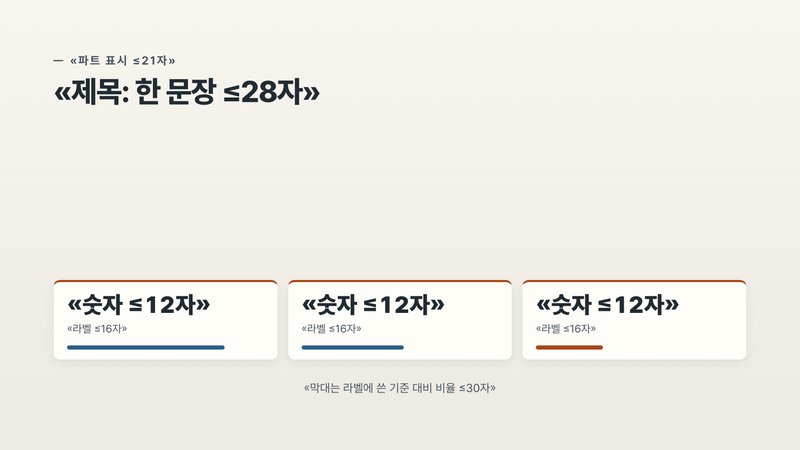 — «파트 표시 ≤21자»
«제목: 한 문장 ≤28자»
«숫자 ≤12자»
«라벨 ≤16자»
«숫자 ≤12자»
«라벨 ≤16자»
«숫자 ≤12자»
«라벨 ≤16자»
«막대는 라벨에 쓴 기준 대비 비율 ≤30자»